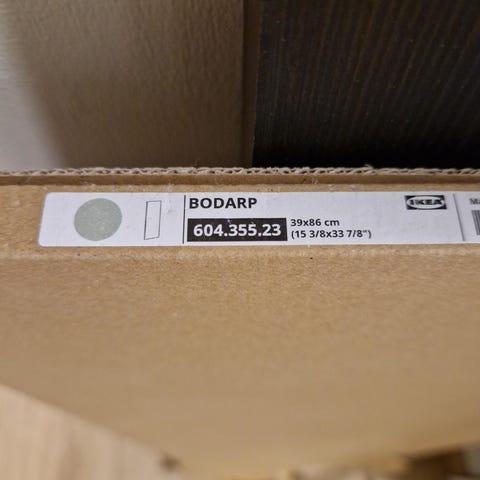 BODARP
IKEA
604.355.23
39x86 cm
(15 3/8x33 7/8")